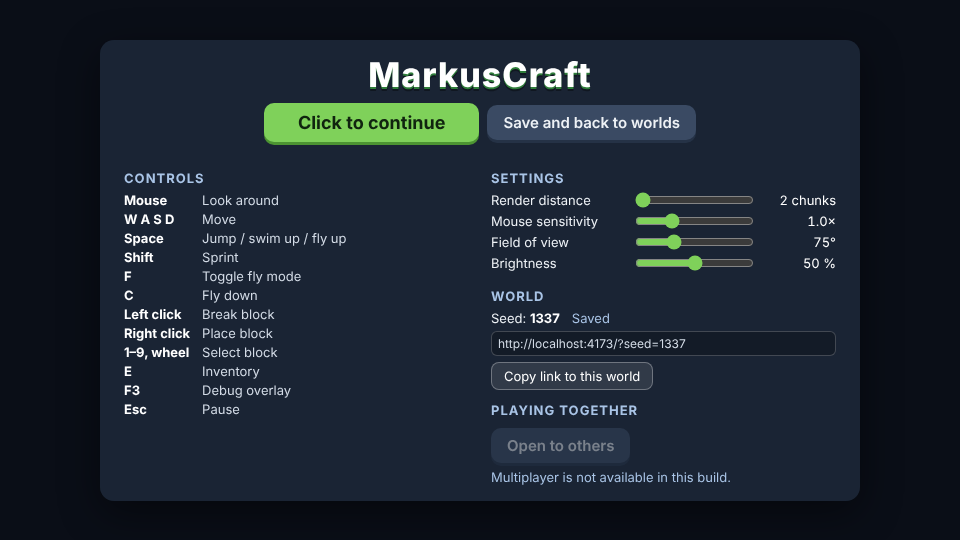 MarkusCraft
Click to continue
Save and back to worlds
CONTROLS
Mouse Look around
W A S D Move
Space Jump / swim up / fly up
Shift Sprint
F Toggle fly mode
C Fly down
Left click Break block
Right click Place block
1–9, wheel Select block
E Inventory
F3 Debug overlay
Esc Pause
SETTINGS
Render distance 2 chunks
Mouse sensitivity 1.0×
Field of view 75°
Brightness 50 %
WORLD
Seed: 1337 Saved
http://localhost:4173/?seed=1337
Copy link to this world
PLAYING TOGETHER
Open to others
Multiplayer is not available in this build.